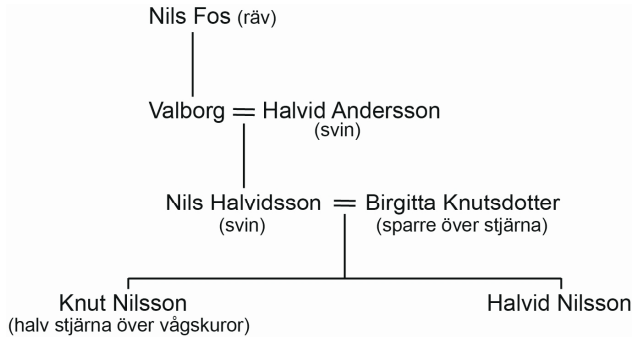 Nils Fos (räv)
Valborg = Halvid Andersson
(svin)
Nils Halvidsson = Birgitta Knutsdotter
(svin) (sparre över stjärna)
Knut Nilsson Halvid Nilsson
(halv stjärna över vågskuror)